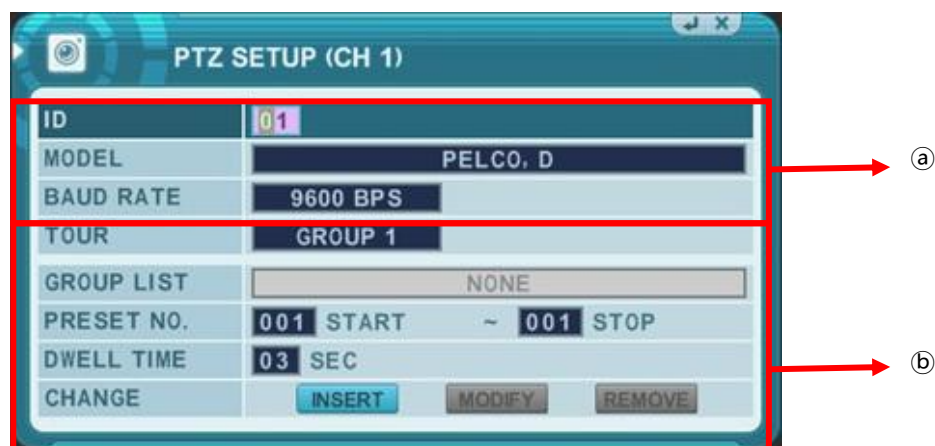 PTZ SETUP (CH 1)
ID 01
MODEL PELCO, D
BAUD RATE 9600 BPS
ⓐ
TOUR GROUP 1
GROUP LIST NONE
PRESET NO. 001 START ~ 001 STOP
DWELL TIME 03 SEC
ⓑ
CHANGE INSERT MODIFY REMOVE